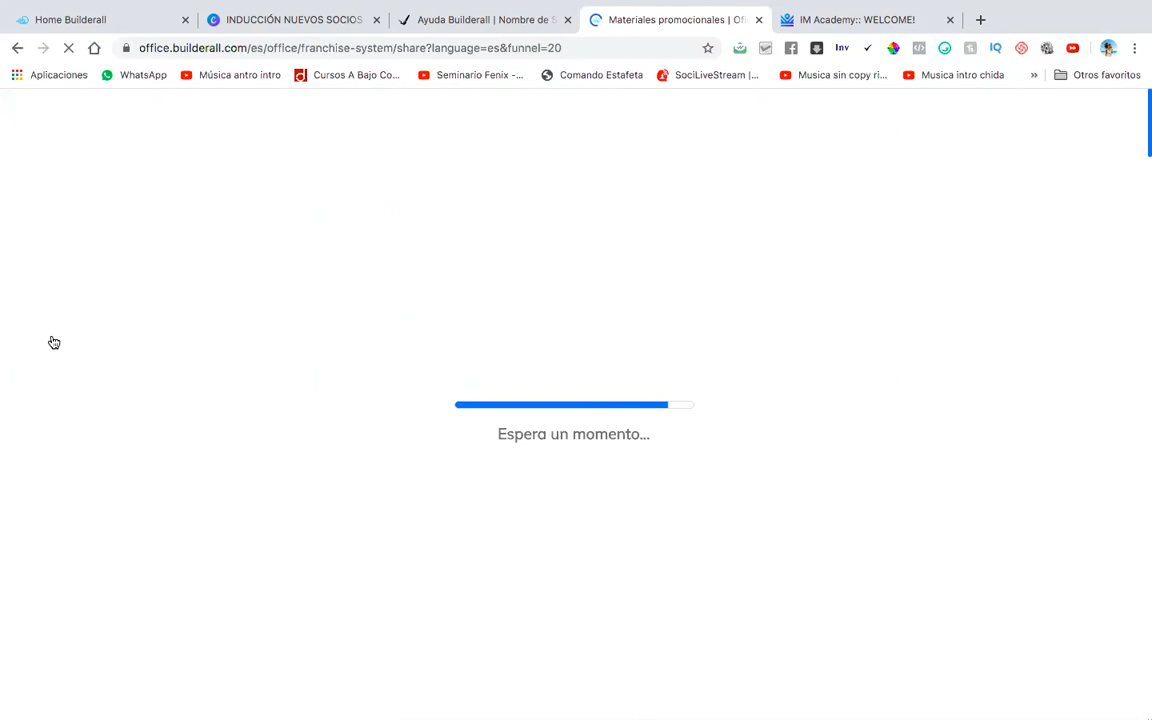 Home Builderall
INDUCCIÓN NUEVOS SOCIOS
Ayuda Builderall | Nombre de S
Materiales promocionales | Ofi
IM Academy:: WELCOME!
office.builderall.com/es/office/franchise-system/share?language=es&funnel=20
Inv
IQ
Aplicaciones
WhatsApp
Música antro intro
Cursos A Bajo Co...
Seminario Fenix -...
Comando Estafeta
SociLiveStream |...
Musica sin copy ri...
Musica intro chida
»
Otros favoritos
Espera un momento...